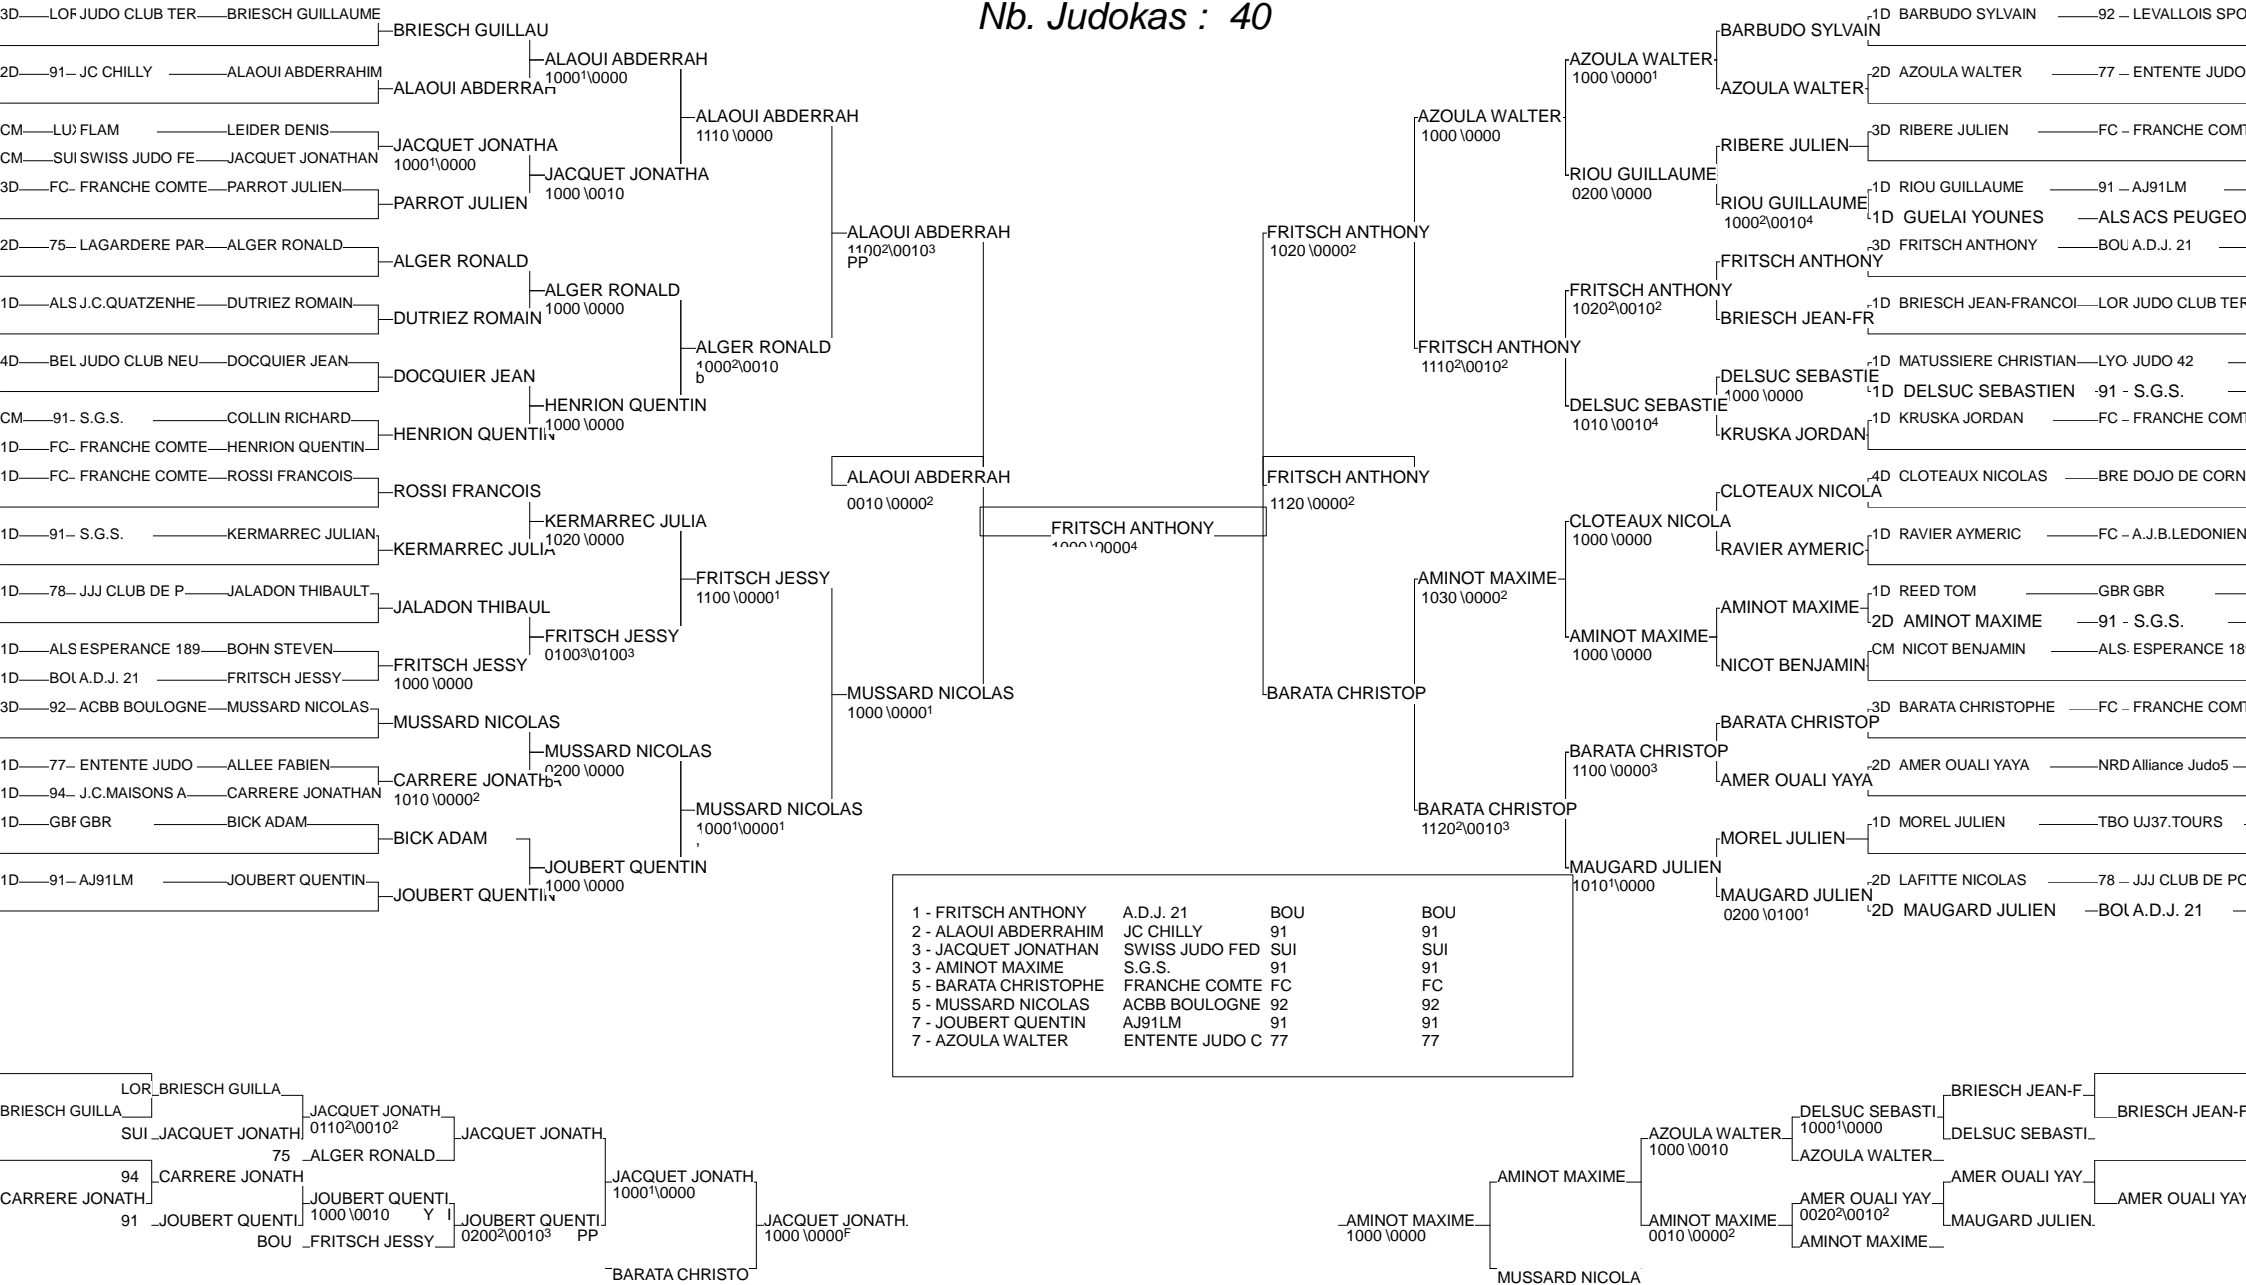 Nb. Judokas : 40
3D LOR JUDO CLUB TER BRIESCH GUILLAUME
BRIESCH GUILLAU
2D 91 JC CHILLY ALAOUI ABDERRAHIM
ALAOUI ABDERRAH
ALAOUI ABDERRAH
1000¹\0000
CM LUX FLAM LEIDER DENIS
CM SUI SWISS JUDO FE JACQUET JONATHAN
JACQUET JONATHA
1000¹\0000
3D FC FRANCHE COMTE PARROT JULIEN
PARROT JULIEN
JACQUET JONATHA
1000 \0010
ALAOUI ABDERRAH
1110 \0000
2D 75 LAGARDERE PAR ALGER RONALD
ALGER RONALD
1D ALS J.C.QUATZENHE DUTRIEZ ROMAIN
DUTRIEZ ROMAIN
ALGER RONALD
1000 \0000
4D BEL JUDO CLUB NEU DOCQUIER JEAN
DOCQUIER JEAN
CM 91 S.G.S. COLLIN RICHARD
1D FC FRANCHE COMTE HENRION QUENTIN
HENRION QUENTIN
HENRION QUENTIN
1000 \0000
ALGER RONALD
1000²\0010
b
ALAOUI ABDERRAH
1100²\0010³
PP
1D FC FRANCHE COMTE ROSSI FRANCOIS
ROSSI FRANCOIS
1D 91 S.G.S. KERMARREC JULIAN
KERMARREC JULIA
KERMARREC JULIA
1020 \0000
1D 78 JJJ CLUB DE P JALADON THIBAULT
JALADON THIBAUL
1D ALS ESPERANCE 189 BOHN STEVEN
1D BOU A.D.J. 21 FRITSCH JESSY
FRITSCH JESSY
1000 \0000
FRITSCH JESSY
0100³\0100³
FRITSCH JESSY
1100 \0000¹
3D 92 ACBB BOULOGNE MUSSARD NICOLAS
MUSSARD NICOLAS
1D 77 ENTENTE JUDO ALLEE FABIEN
1D 94 J.C.MAISONS A CARRERE JONATHAN
CARRERE JONATHA
1010 \0000²
MUSSARD NICOLAS
0200 \0000
b
1D GBR GBR BICK ADAM
BICK ADAM
1D 91 AJ91LM JOUBERT QUENTIN
JOUBERT QUENTIN
JOUBERT QUENTIN
1000 \0000
MUSSARD NICOLAS
1000¹\0000¹
,
MUSSARD NICOLAS
1000 \0000¹
ALAOUI ABDERRAH
0010 \0000²
FRITSCH ANTHONY
1000 \0000⁴
FRITSCH ANTHONY
1120 \0000²
FRITSCH ANTHONY
1020 \0000²
BARATA CHRISTOP
AZOULA WALTER
1000 \0000
FRITSCH ANTHONY
1110²\0010²
AMINOT MAXIME
1030 \0000²
BARATA CHRISTOP
1120²\0010³
AZOULA WALTER
1000 \0000¹
RIOU GUILLAUME
0200 \0000
FRITSCH ANTHONY
1020²\0010²
DELSUC SEBASTIE
1010 \0010⁴
CLOTEAUX NICOLA
1000 \0000
AMINOT MAXIME
1000 \0000
BARATA CHRISTOP
1100 \0000³
MAUGARD JULIEN
1010¹\0000
BARBUDO SYLVAIN
1D BARBUDO SYLVAIN 92 LEVALLOIS SPO
AZOULA WALTER
2D AZOULA WALTER 77 ENTENTE JUDO
RIBERE JULIEN
3D RIBERE JULIEN FC FRANCHE COMT
RIOU GUILLAUME
1000²\0010⁴
1D RIOU GUILLAUME 91 AJ91LM
1D GUELAI YOUNES ALS ACS PEUGEO
FRITSCH ANTHONY
3D FRITSCH ANTHONY BOU A.D.J. 21
BRIESCH JEAN-FR
1D BRIESCH JEAN-FRANCOI LOR JUDO CLUB TER
DELSUC SEBASTIE
1000 \0000
1D MATUSSIERE CHRISTIAN LYO JUDO 42
1D DELSUC SEBASTIEN 91 - S.G.S.
KRUSKA JORDAN
1D KRUSKA JORDAN FC FRANCHE COMT
CLOTEAUX NICOLA
4D CLOTEAUX NICOLAS BRE DOJO DE CORN
RAVIER AYMERIC
1D RAVIER AYMERIC FC A.J.B.LEDONIEN
AMINOT MAXIME
1D REED TOM GBR GBR
2D AMINOT MAXIME 91 - S.G.S.
NICOT BENJAMIN
CM NICOT BENJAMIN ALS ESPERANCE 189
BARATA CHRISTOP
3D BARATA CHRISTOPHE FC FRANCHE COMT
AMER OUALI YAYA
2D AMER OUALI YAYA NRD Alliance Judo5
MOREL JULIEN
1D MOREL JULIEN TBO UJ37.TOURS
MAUGARD JULIEN
0200 \0100¹
2D LAFITTE NICOLAS 78 JJJ CLUB DE PO
2D MAUGARD JULIEN BOU A.D.J. 21
1 - FRITSCH ANTHONY A.D.J. 21 BOU BOU
2 - ALAOUI ABDERRAHIM JC CHILLY 91 91
3 - JACQUET JONATHAN SWISS JUDO FED SUI SUI
3 - AMINOT MAXIME S.G.S. 91 91
5 - BARATA CHRISTOPHE FRANCHE COMTE FC FC
5 - MUSSARD NICOLAS ACBB BOULOGNE 92 92
7 - JOUBERT QUENTIN AJ91LM 91 91
7 - AZOULA WALTER ENTENTE JUDO C 77 77
LOR BRIESCH GUILLA
BRIESCH GUILLA
SUI JACQUET JONATH
JACQUET JONATH
0110²\0010²
75 ALGER RONALD
JACQUET JONATH
94 CARRERE JONATH
CARRERE JONATH
91 JOUBERT QUENTI
JOUBERT QUENTI
1000 \0010 Y I
BOU FRITSCH JESSY
JOUBERT QUENTI
0200²\0010³ PP
JACQUET JONATH
1000¹\0000
BARATA CHRISTO
JACQUET JONATH
1000 \0000F
AMINOT MAXIME
1000 \0000
AMINOT MAXIME
MUSSARD NICOLA
AZOULA WALTER
1000 \0010
AMINOT MAXIME
0010 \0000²
DELSUC SEBASTI
1000¹\0000
AZOULA WALTER
AMER OUALI YAY
0020²\0010²
AMINOT MAXIME
BRIESCH JEAN-F
BRIESCH JEAN-F
DELSUC SEBASTI
AMER OUALI YAY
AMER OUALI YAY
MAUGARD JULIEN